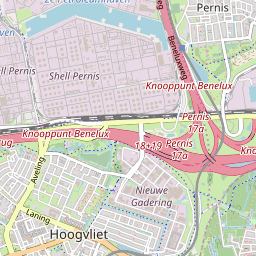 2e Petroleumhaven
Pernis
Beneluxweg
Shell Pernis
Shell Pernis
Knooppunt Benelux
Knooppunt Benelux
Pernis
17a
18+19
Pernis
17a
Aveling
Nieuwe
Gadering
Laning
Hoogvliet